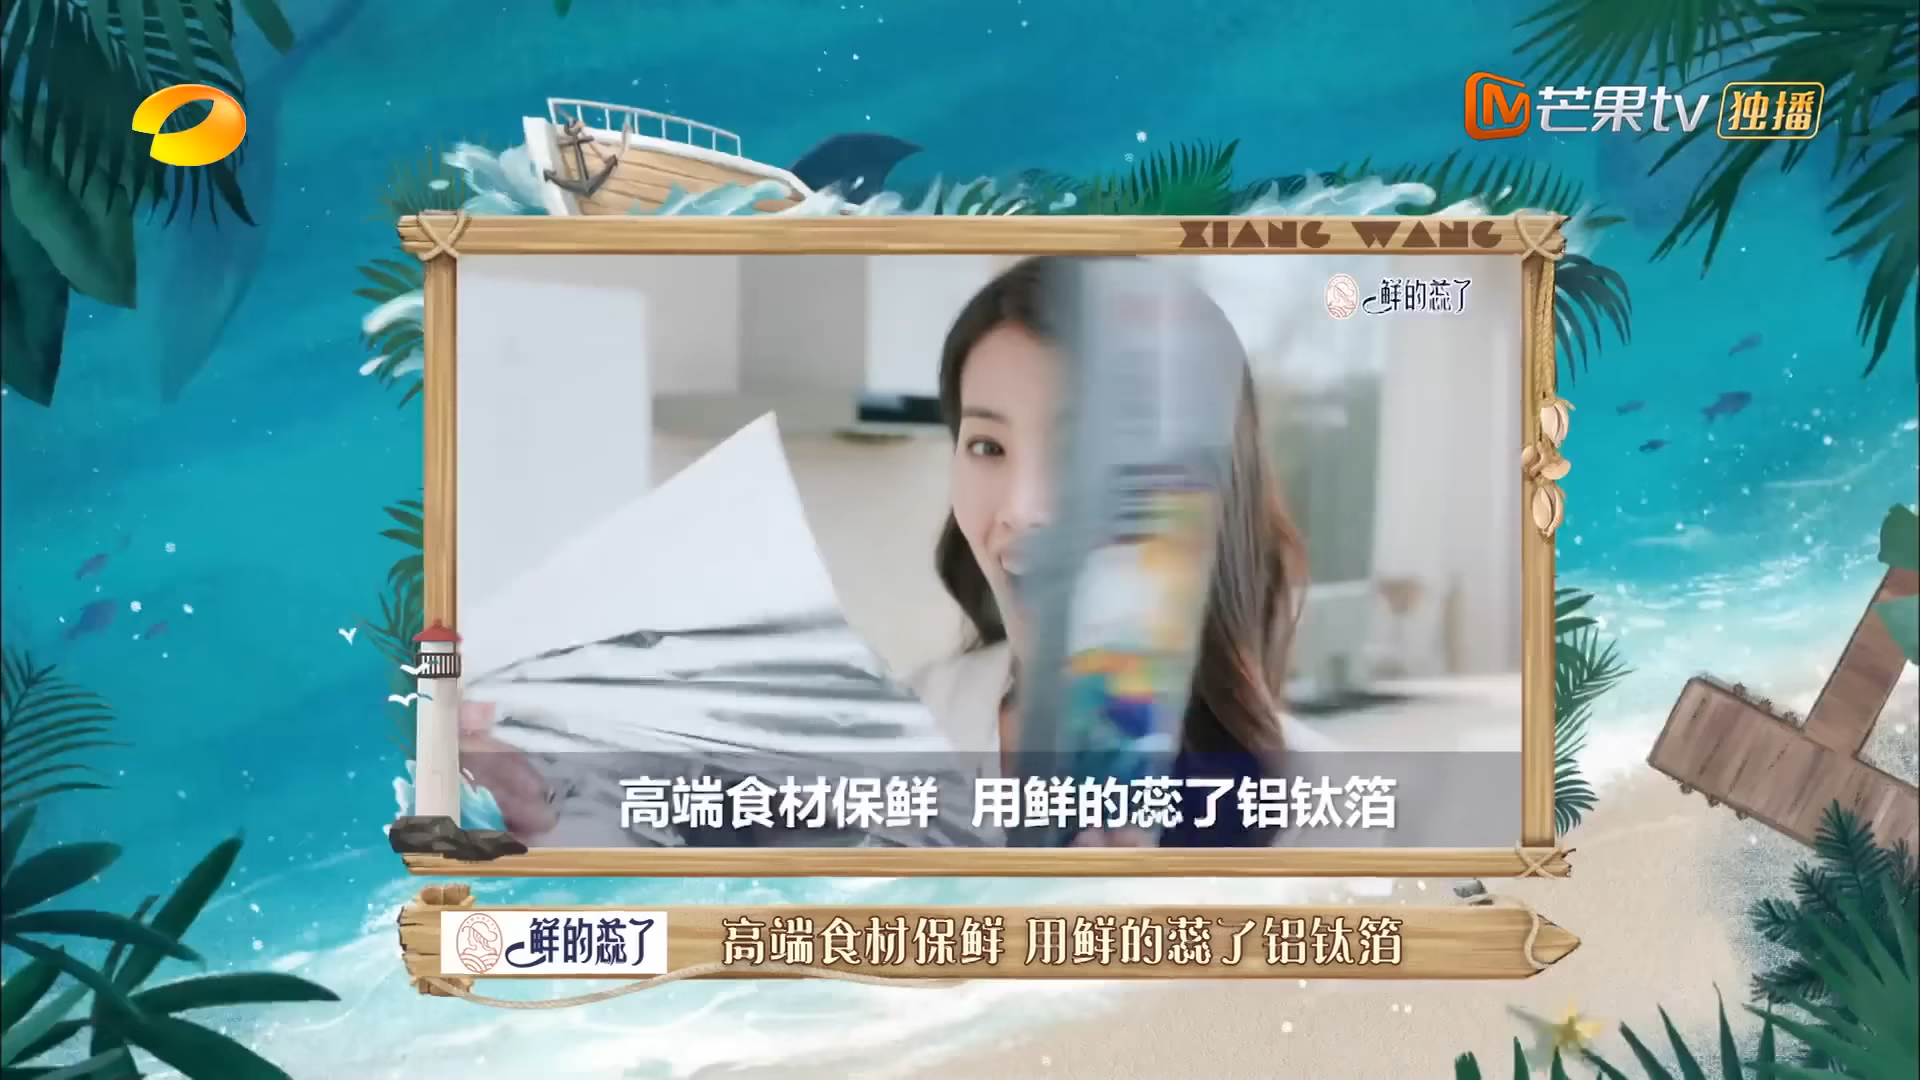 芒果tv 独播
XIANG WANG
鲜的蕊了
高端食材保鲜 用鲜的蕊了铝钛箔
鲜的蕊了 高端食材保鲜 用鲜的蕊了铝钛箔